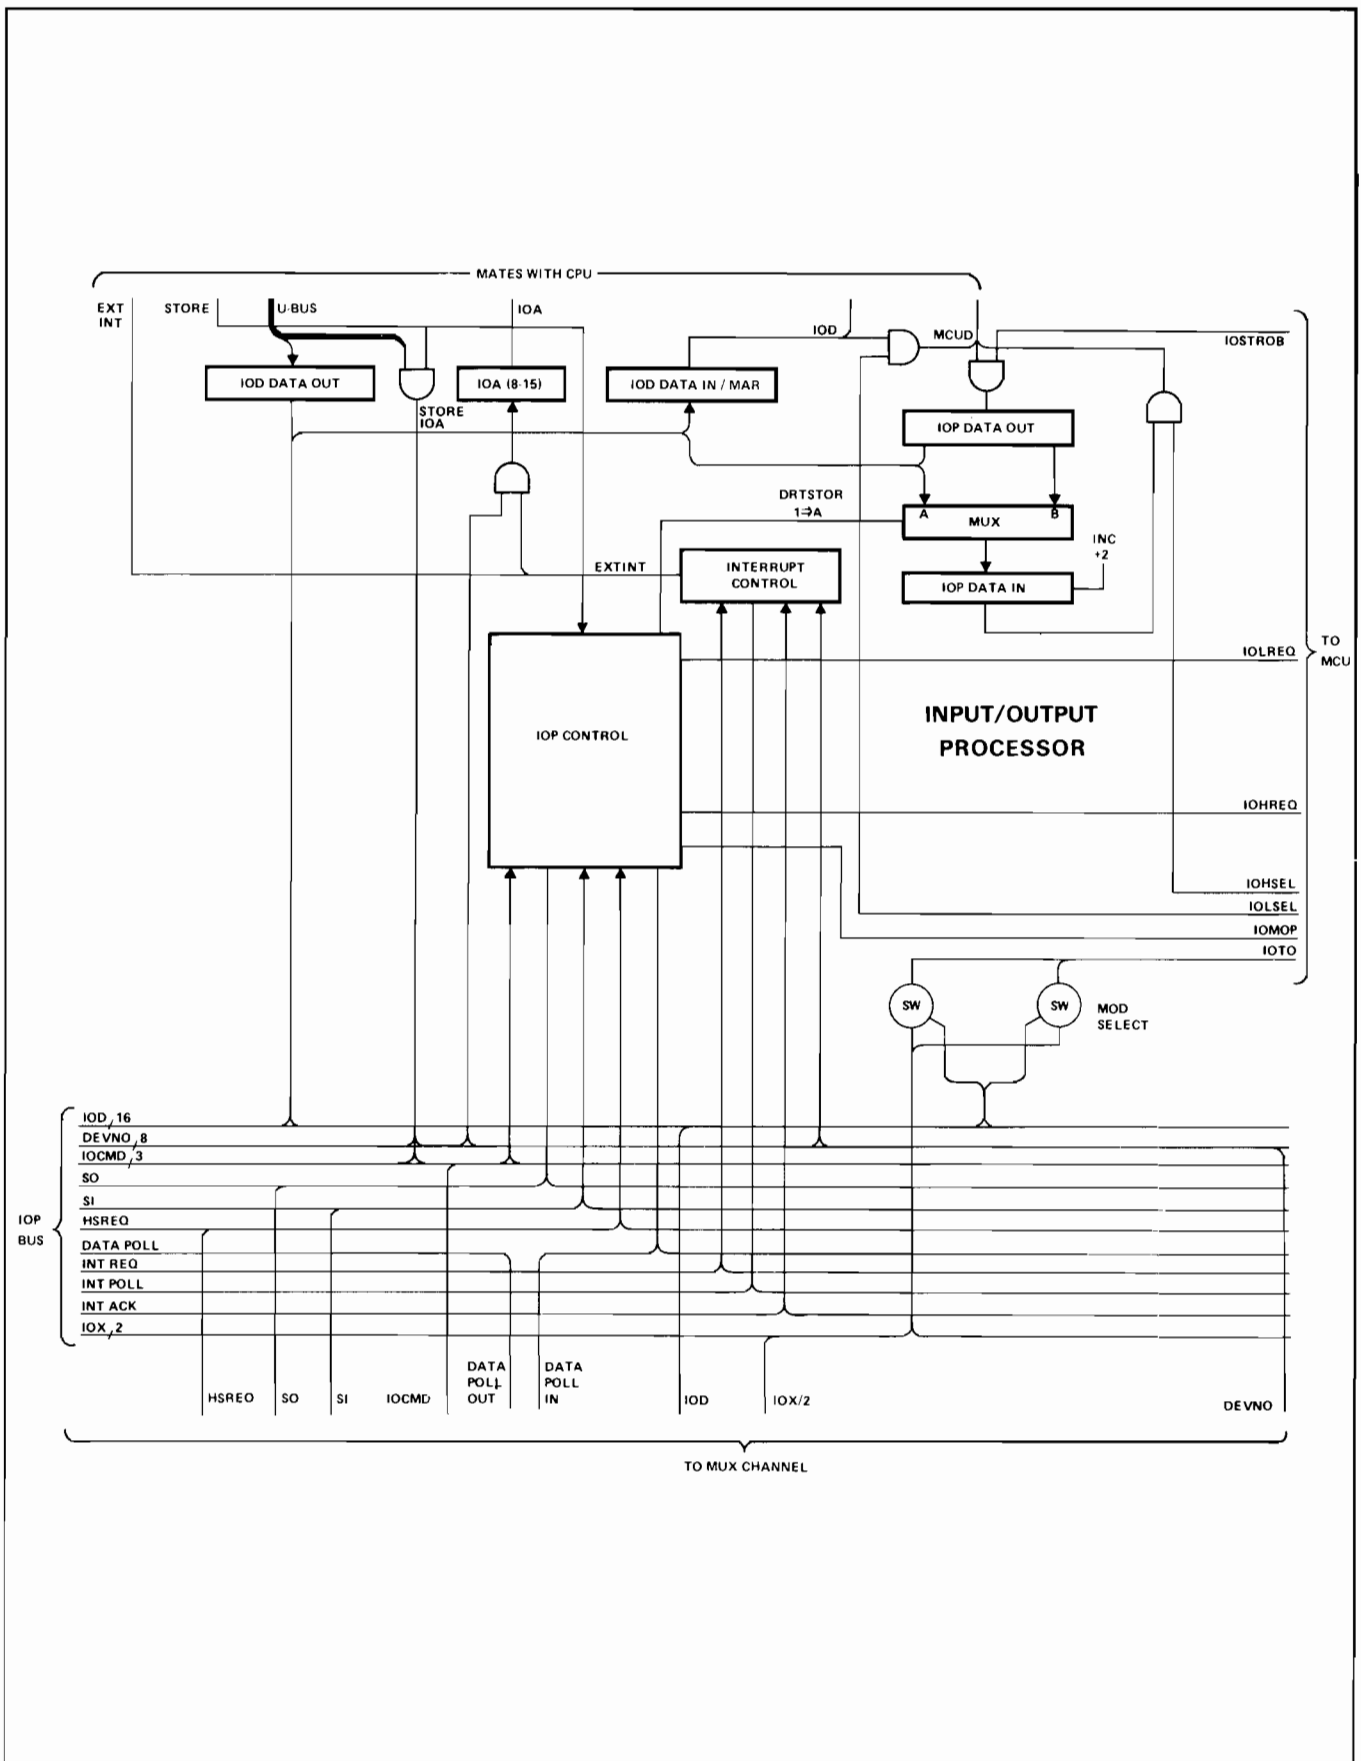 MATES WITH CPU
EXT
INT
STORE
U-BUS
IOA
IOD
MCUD
IOSTROB
IOD DATA OUT
STORE
IOA
IOA (8-15)
IOD DATA IN / MAR
IOP DATA OUT
DRTSTOR
1⇒A
A
MUX
B
INC
+2
EXTINT
INTERRUPT
CONTROL
IOP DATA IN
TO
MCU
IOLREQ
INPUT/OUTPUT
PROCESSOR
IOP CONTROL
IOHREQ
IOHSEL
IOLSEL
IOMOP
IOTO
SW
SW
MOD
SELECT
IOP
BUS
IOD,16
DEVNO,8
IOCMD,3
SO
SI
HSREQ
DATA POLL
INT REQ
INT POLL
INT ACK
IOX,2
HSREQ
SO
SI
IOCMD
DATA
POLL
OUT
DATA
POLL
IN
IOD
IOX/2
DEVNO
TO MUX CHANNEL